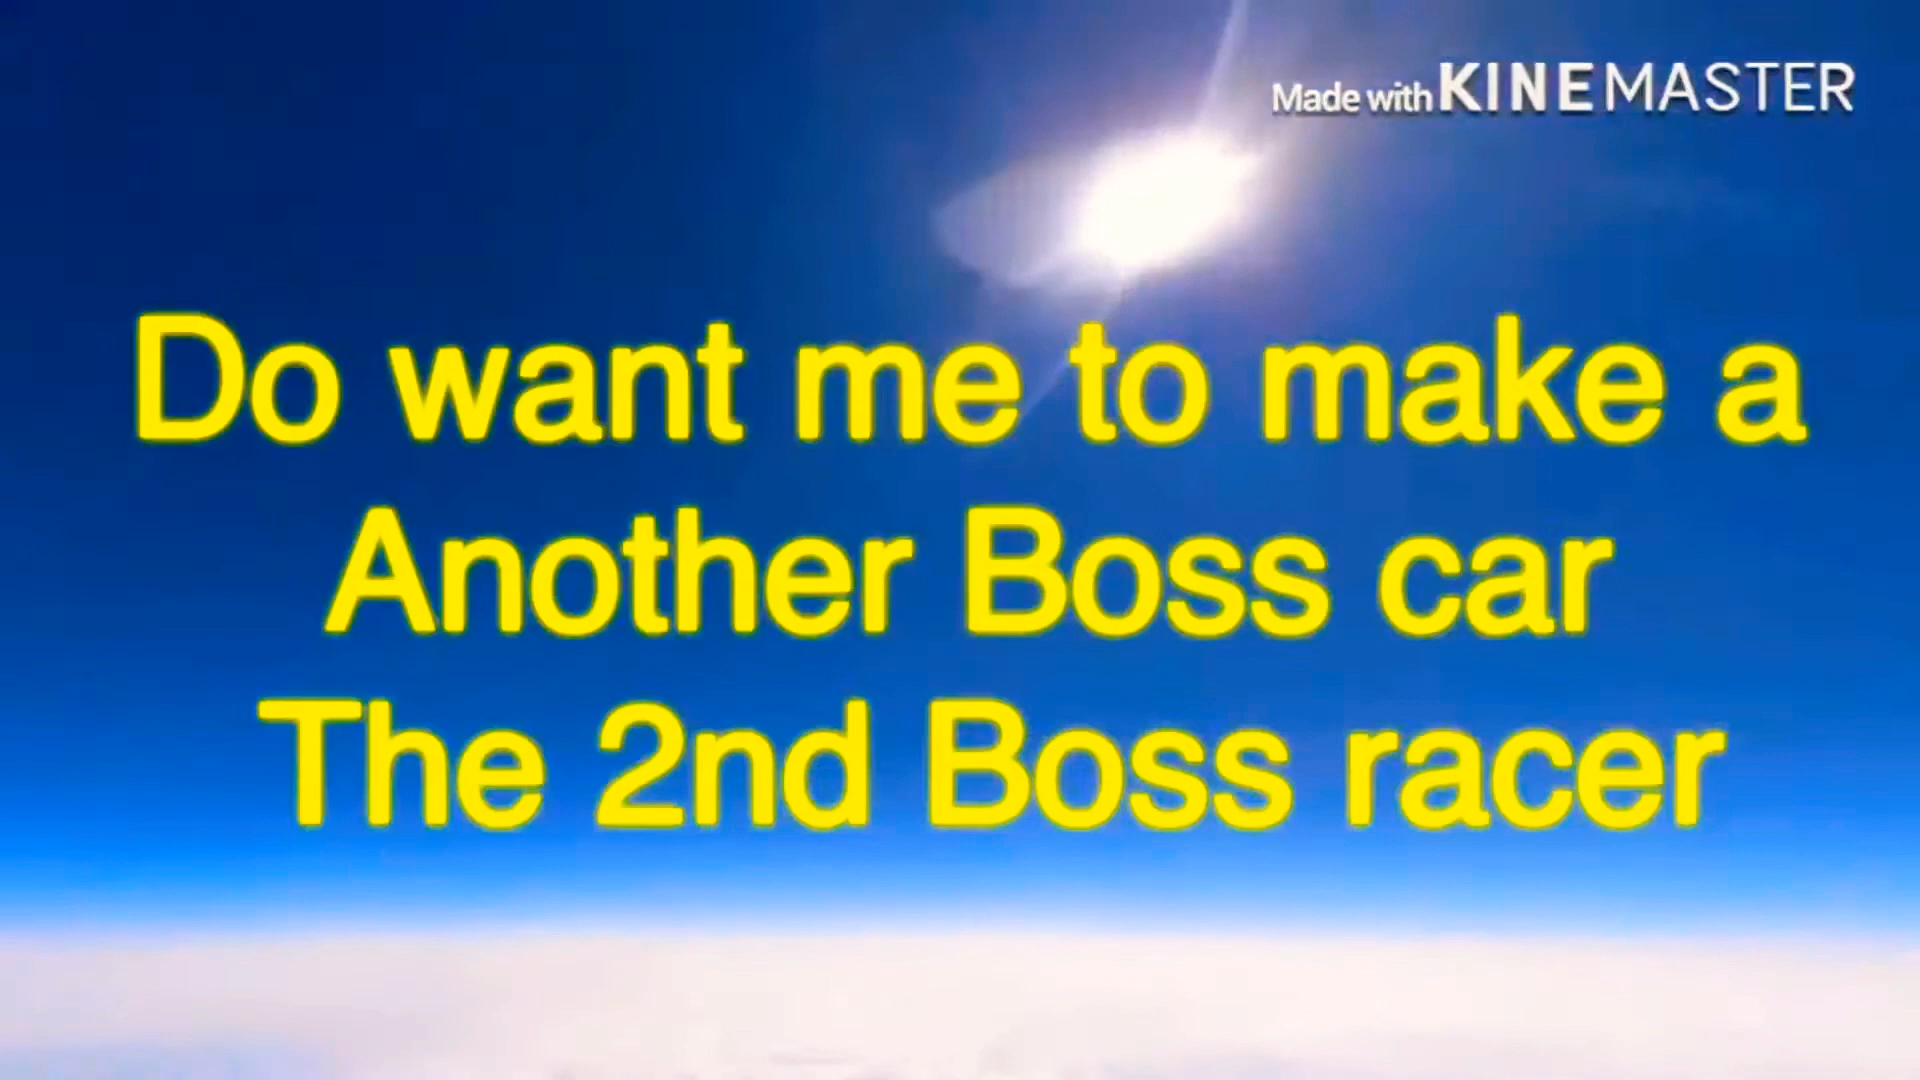 Made with KINEMASTER
Do want me to make a
Another Boss car
The 2nd Boss racer